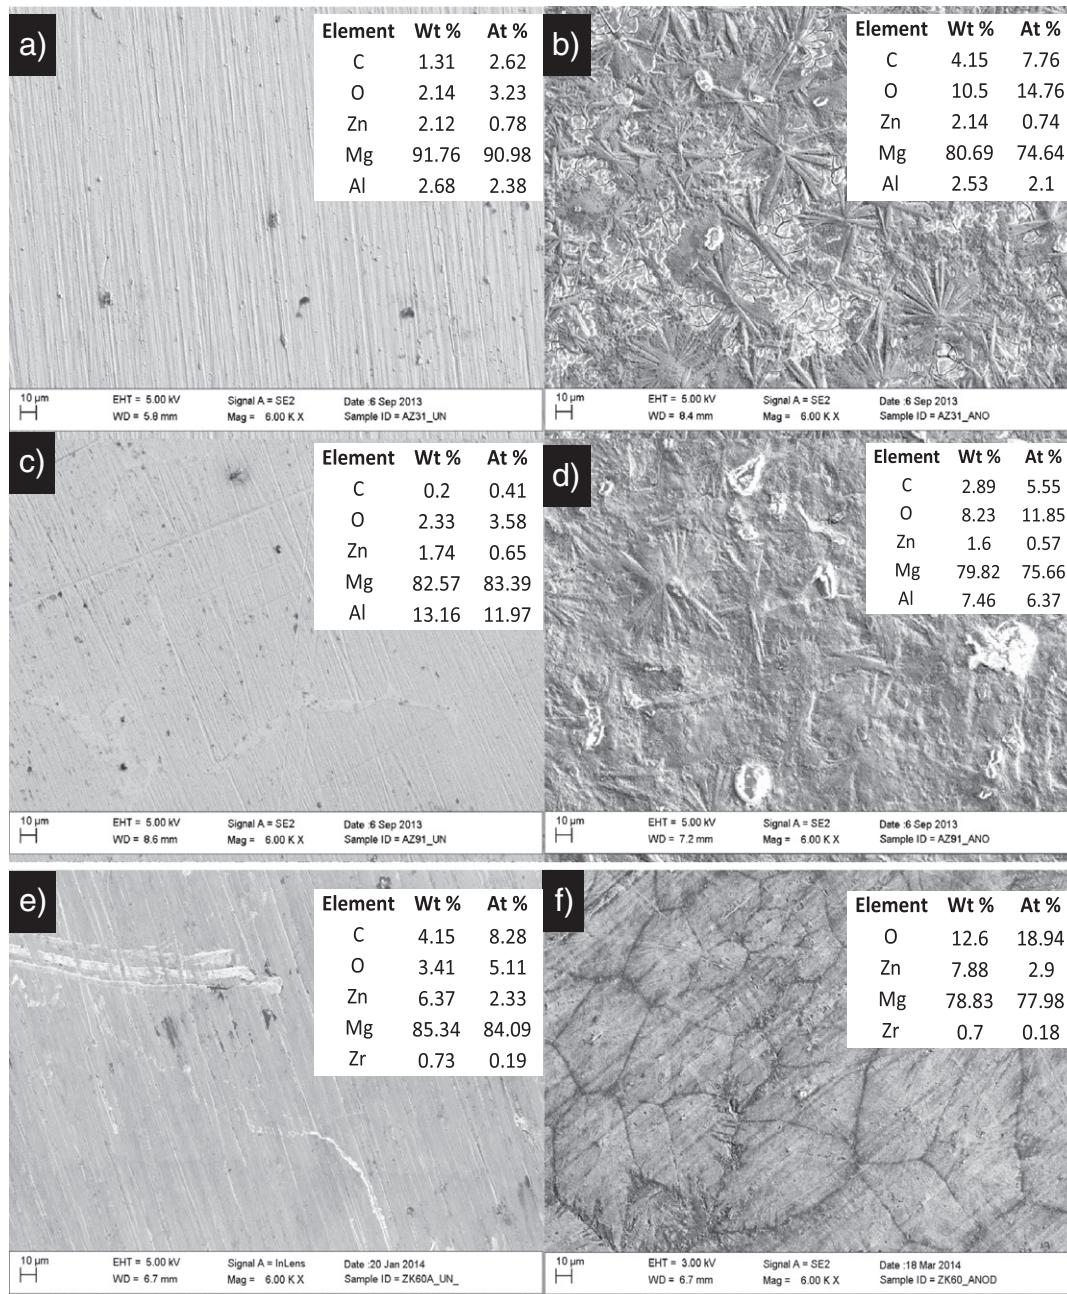 a)
Element Wt % At %
C 1.31 2.62
O 2.14 3.23
Zn 2.12 0.78
Mg 91.76 90.98
Al 2.68 2.38
10 µm EHT = 5.00 kV Signal A = SE2 Date :6 Sep 2013
WD = 5.8 mm Mag = 6.00 K X Sample ID = AZ31_UN
b)
Element Wt % At %
C 4.15 7.76
O 10.5 14.76
Zn 2.14 0.74
Mg 80.69 74.64
Al 2.53 2.1
10 µm EHT = 5.00 kV Signal A = SE2 Date :6 Sep 2013
WD = 8.4 mm Mag = 6.00 K X Sample ID = AZ31_ANO
c)
Element Wt % At %
C 0.2 0.41
O 2.33 3.58
Zn 1.74 0.65
Mg 82.57 83.39
Al 13.16 11.97
10 µm EHT = 5.00 kV Signal A = SE2 Date :6 Sep 2013
WD = 8.6 mm Mag = 6.00 K X Sample ID = AZ91_UN
d)
Element Wt % At %
C 2.89 5.55
O 8.23 11.85
Zn 1.6 0.57
Mg 79.82 75.66
Al 7.46 6.37
10 µm EHT = 5.00 kV Signal A = SE2 Date :6 Sep 2013
WD = 7.2 mm Mag = 6.00 K X Sample ID = AZ91_ANO
e)
Element Wt % At %
C 4.15 8.28
O 3.41 5.11
Zn 6.37 2.33
Mg 85.34 84.09
Zr 0.73 0.19
10 µm EHT = 5.00 kV Signal A = InLens Date :20 Jan 2014
WD = 6.7 mm Mag = 6.00 K X Sample ID = ZK60A_UN_
f)
Element Wt % At %
O 12.6 18.94
Zn 7.88 2.9
Mg 78.83 77.98
Zr 0.7 0.18
10 µm EHT = 3.00 kV Signal A = SE2 Date :18 Mar 2014
WD = 6.7 mm Mag = 6.00 K X Sample ID = ZK60_ANOD